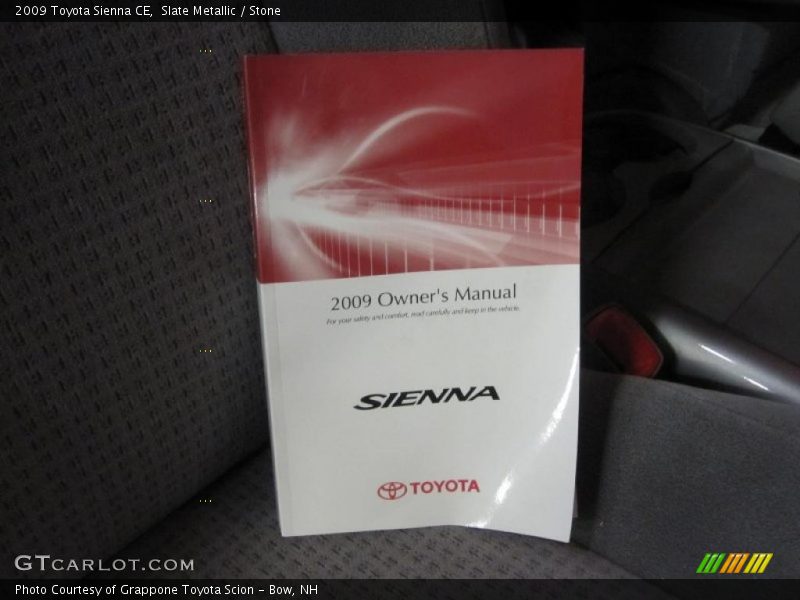 2009 Toyota Sienna CE,  Slate Metallic / Stone
2009 Owner's Manual
For your safety and comfort, read carefully and keep in the vehicle.
SIENNA
TOYOTA
GTCARLOT.COM
Photo Courtesy of Grappone Toyota Scion – Bow, NH